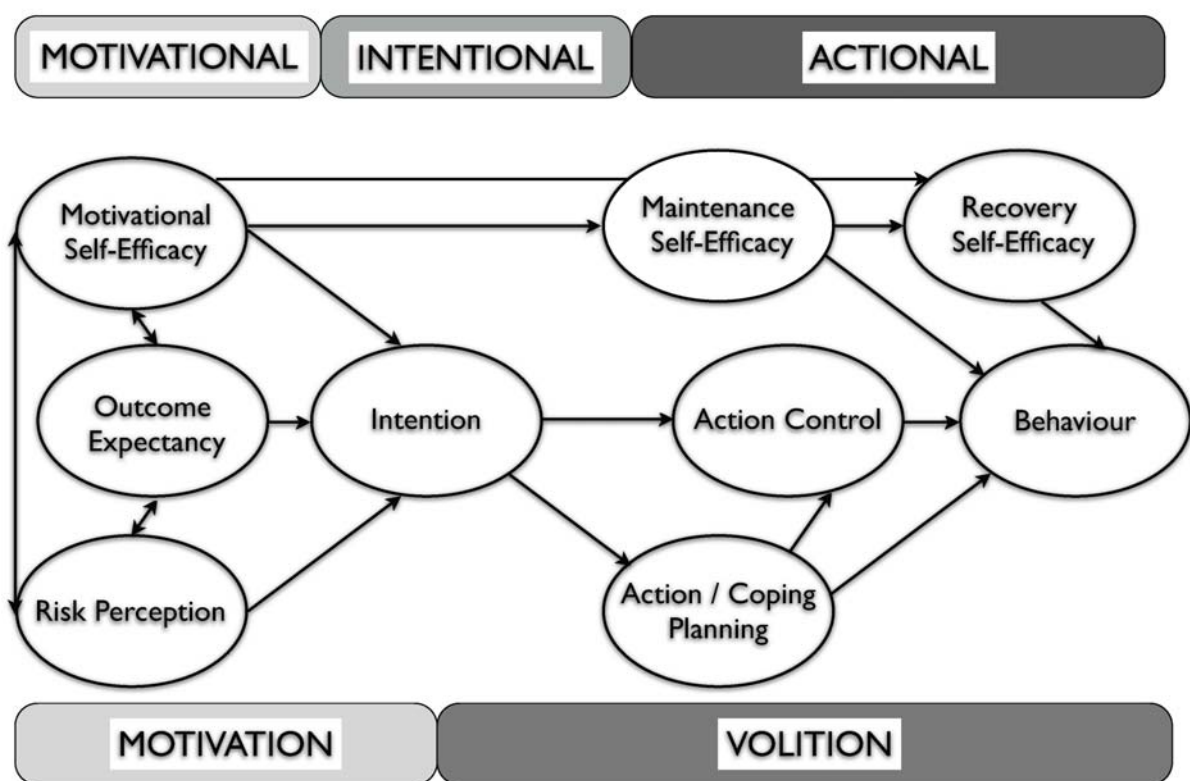 MOTIVATIONAL
INTENTIONAL
ACTIONAL
Motivational
Self-Efficacy
Maintenance
Self-Efficacy
Recovery
Self-Efficacy
Outcome
Expectancy
Intention
Action Control
Behaviour
Risk Perception
Action / Coping
Planning
MOTIVATION
VOLITION